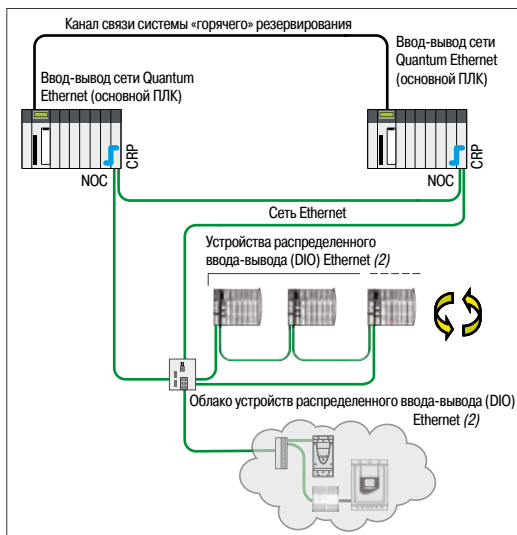 Канал связи системы «горячего» резервирования
Ввод-вывод сети
Quantum Ethernet
(основной ПЛК)
Ввод-вывод сети Quantum
Ethernet (основной ПЛК)
CRP
NOC
CRP
NOC
Сеть Ethernet
Устройства распределенного
ввода-вывода (DIO) Ethernet (2)
Облако устройств распределенного ввода-вывода (DIO)
Ethernet (2)